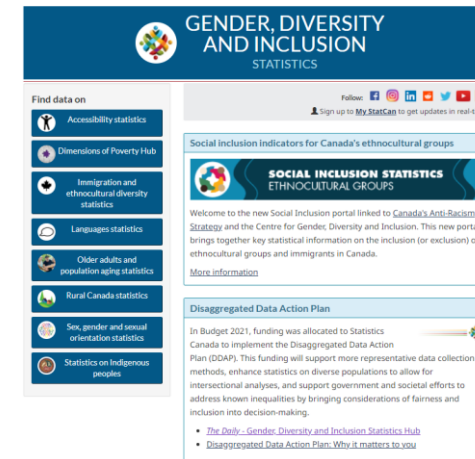 GENDER, DIVERSITY
AND INCLUSION
STATISTICS
Find data on
Accessibility statistics
Dimensions of Poverty Hub
Immigration and
ethnocultural diversity
statistics
Languages statistics
Older adults and
population aging statistics
Rural Canada statistics
Sex, gender and sexual
orientation statistics
Statistics on Indigenous
peoples
Follow:
Sign up to My StatCan to get updates in real-
Social inclusion indicators for Canada's ethnocultural groups
SOCIAL INCLUSION STATISTICS
ETHNOCULTURAL GROUPS
Welcome to the new Social Inclusion portal linked to Canada's Anti-Racism
Strategy and the Centre for Gender, Diversity and Inclusion. This new
brings together key statistical information on the inclusion (or exclusion)
ethnocultural groups and immigrants in Canada.
More information
Disaggregated Data Action Plan
In Budget 2021, funding was allocated to Statistics
Canada to implement the Disaggregated Data Action
Plan (DDAP). This funding will support more representative data collection
methods, enhance statistics on diverse populations to allow for
intersectional analyses, and support government and societal efforts to
address known inequalities by bringing considerations of fairness and
inclusion into decision-making.
The Daily - Gender, Diversity and Inclusion Statistics Hub
Disaggregated Data Action Plan: Why it matters to you